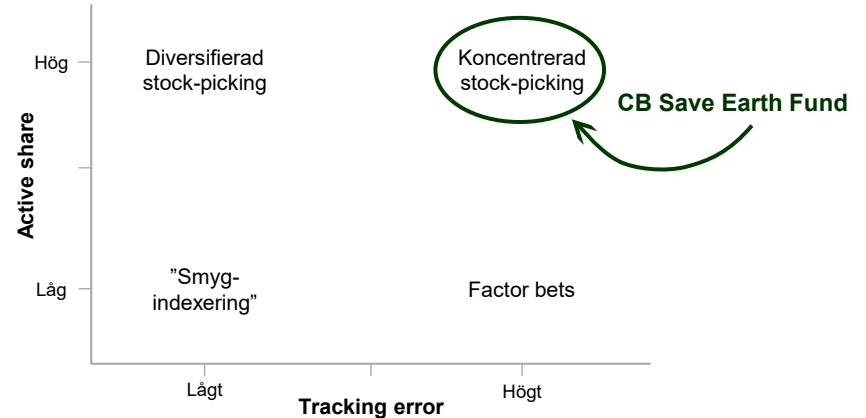 Hög
Diversifierad
stock-picking
Koncentrerad
stock-picking
CB Save Earth Fund
Active share
Låg
”Smyg-
indexering”
Factor bets
Lågt
Högt
Tracking error